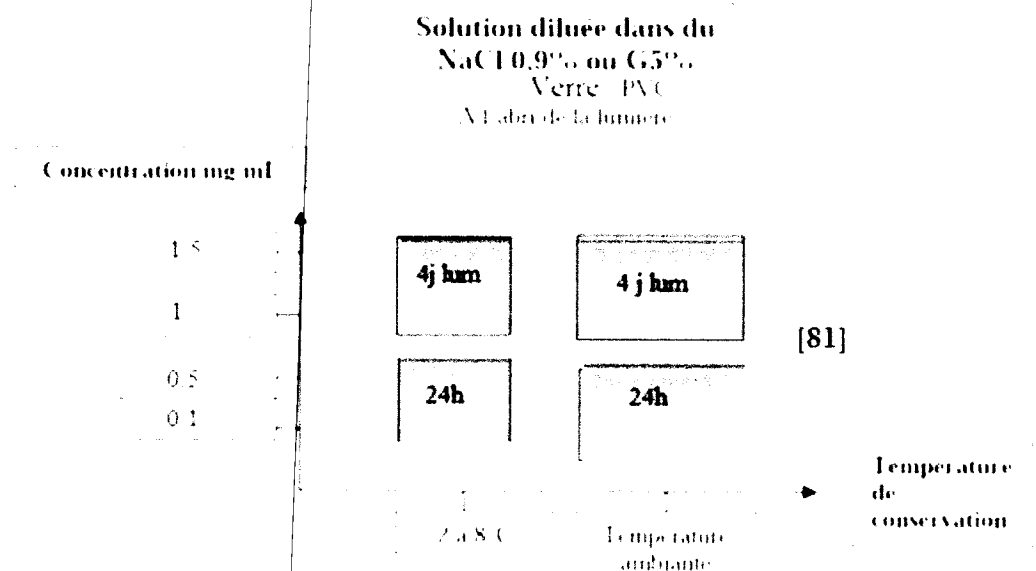 Solution diluée dans du
NaCl 0.9% ou G5%
Verre PVC
A l'abri de la lumière
Concentration mg ml
1.5
4j lum
4 j lum
1
[81]
0.5
24h
24h
0.1
Température
de
conservation
2 à 8 C
Température
ambiante